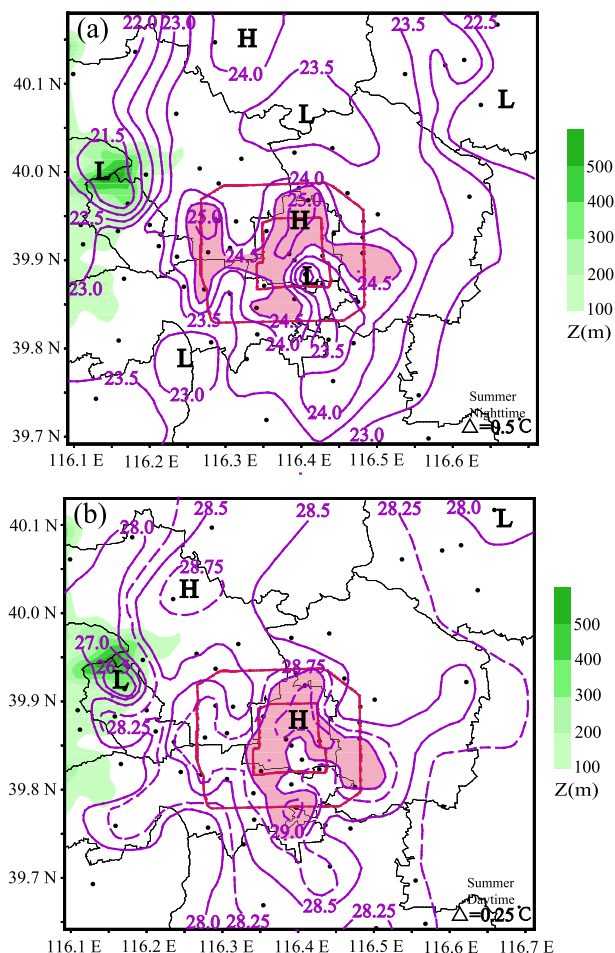 (a)
22.0 23.0 23.5 22.5
H
24.0 23.5
40.1 N
L L
21.5
L
40.0 N
24.0
25.0 25.0
H
23.5
39.9 N
24.5
L
24.5
23.0
23.5 24.5
24.0 23.5
39.8 N
L
23.5 23.0
24.0
23.0
39.7 N
Summer
Nighttime
△=0.5℃
116.1 E 116.2 E 116.3 E 116.4 E 116.5 E 116.6 E
500
400
300
200
100
Z(m)
(b)
28.0 28.5 28.25 28.0
L
40.1 N
28.75
H
40.0 N
27.0
26.5
L
28.75
39.9 N
28.25
H
39.8 N
29.0
39.7 N
28.5
28.0 28.25 28.25
Summer
Daytime
△=0.25℃
116.1 E 116.2 E 116.3 E 116.4 E 116.5 E 116.6 E 116.7 E
500
400
300
200
100
Z(m)